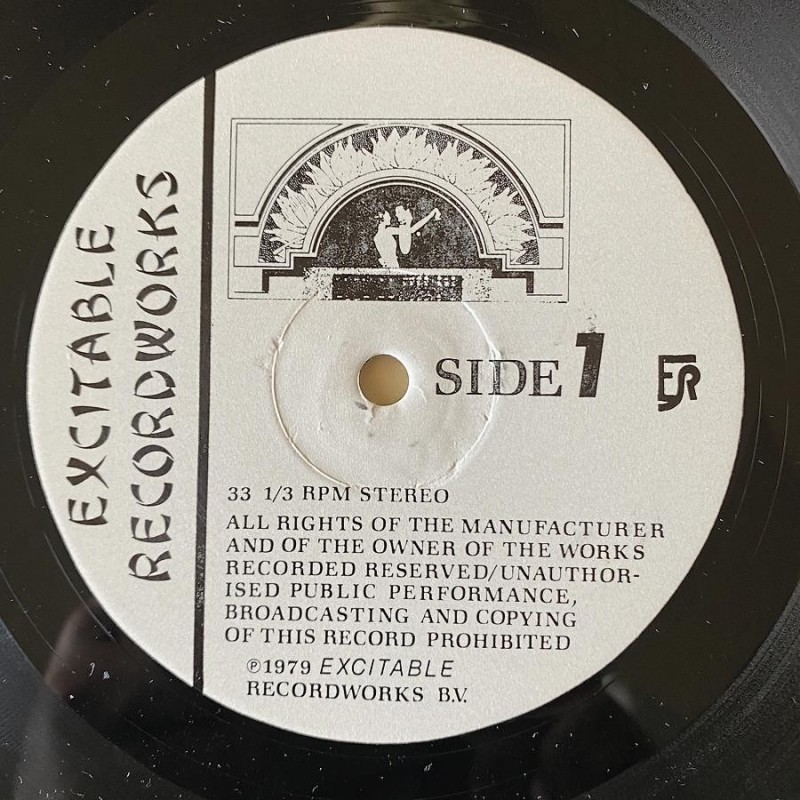 EXCITABLE
RECORDWORKS
SIDE 1
ER
33 1/3 RPM STEREO
ALL RIGHTS OF THE MANUFACTURER
AND OF THE OWNER OF THE WORKS
RECORDED RESERVED/UNAUTHOR-
ISED PUBLIC PERFORMANCE,
BROADCASTING AND COPYING
OF THIS RECORD PROHIBITED
℗1979 EXCITABLE
RECORDWORKS B.V.